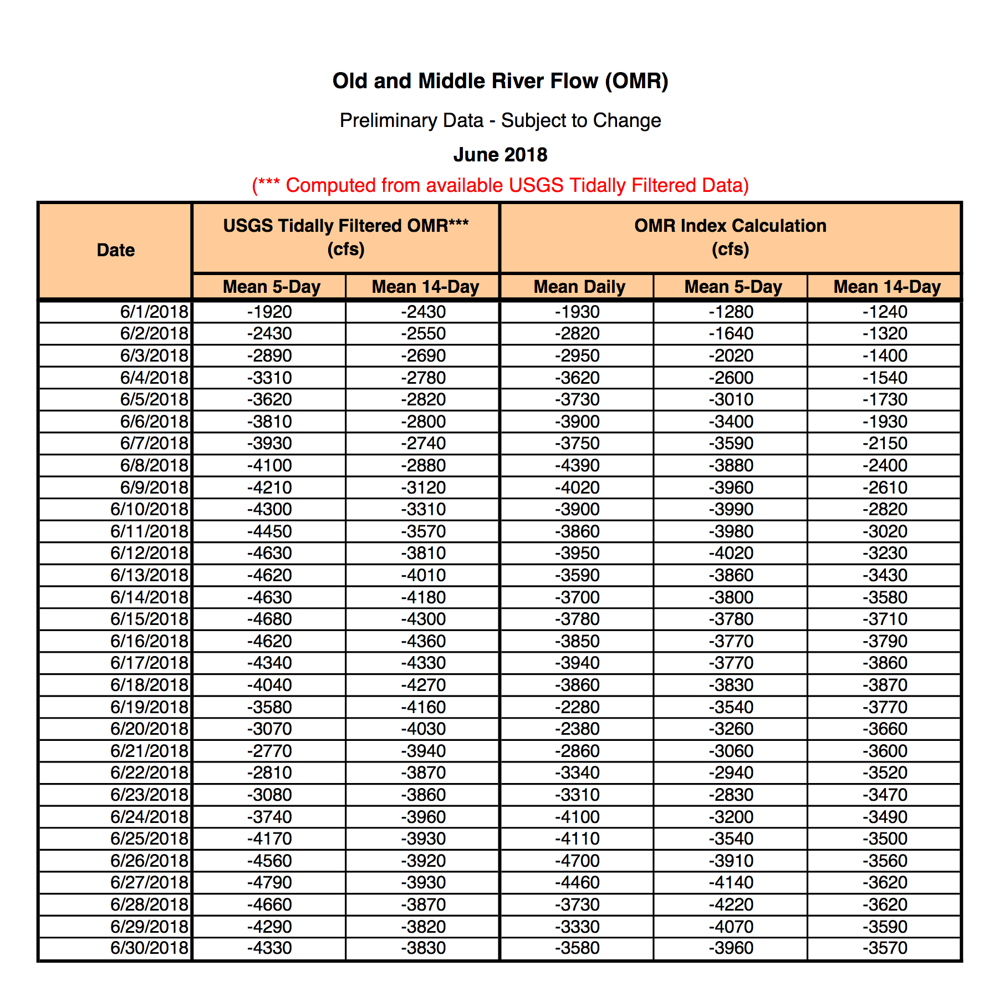 Old and Middle River Flow (OMR)
Preliminary Data - Subject to Change
June 2018
(*** Computed from available USGS Tidally Filtered Data)
Date USGS Tidally Filtered OMR*** (cfs) OMR Index Calculation (cfs)
Mean 5-Day Mean 14-Day Mean Daily Mean 5-Day Mean 14-Day
6/1/2018 -1920 -2430 -1930 -1280 -1240
6/2/2018 -2430 -2550 -2820 -1640 -1320
6/3/2018 -2890 -2690 -2950 -2020 -1400
6/4/2018 -3310 -2780 -3620 -2600 -1540
6/5/2018 -3620 -2820 -3730 -3010 -1730
6/6/2018 -3810 -2800 -3900 -3400 -1930
6/7/2018 -3930 -2740 -3750 -3590 -2150
6/8/2018 -4100 -2880 -4390 -3880 -2400
6/9/2018 -4210 -3120 -4020 -3960 -2610
6/10/2018 -4300 -3310 -3900 -3990 -2820
6/11/2018 -4450 -3570 -3860 -3980 -3020
6/12/2018 -4630 -3810 -3950 -4020 -3230
6/13/2018 -4620 -4010 -3590 -3860 -3430
6/14/2018 -4630 -4180 -3700 -3800 -3580
6/15/2018 -4680 -4300 -3780 -3780 -3710
6/16/2018 -4620 -4360 -3850 -3770 -3790
6/17/2018 -4340 -4330 -3940 -3770 -3860
6/18/2018 -4040 -4270 -3860 -3830 -3870
6/19/2018 -3580 -4160 -2280 -3540 -3770
6/20/2018 -3070 -4030 -2380 -3260 -3660
6/21/2018 -2770 -3940 -2860 -3060 -3600
6/22/2018 -2810 -3870 -3340 -2940 -3520
6/23/2018 -3080 -3860 -3310 -2830 -3470
6/24/2018 -3740 -3960 -4100 -3200 -3490
6/25/2018 -4170 -3930 -4110 -3540 -3500
6/26/2018 -4560 -3920 -4700 -3910 -3560
6/27/2018 -4790 -3930 -4460 -4140 -3620
6/28/2018 -4660 -3870 -3730 -4220 -3620
6/29/2018 -4290 -3820 -3330 -4070 -3590
6/30/2018 -4330 -3830 -3580 -3960 -3570